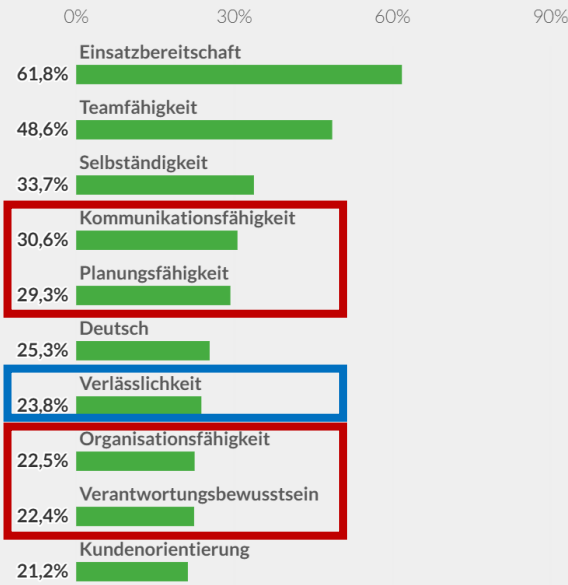 0% 30% 60% 90%
Einsatzbereitschaft
61,8%
Teamfähigkeit
48,6%
Selbständigkeit
33,7%
Kommunikationsfähigkeit
30,6%
Planungsfähigkeit
29,3%
Deutsch
25,3%
Verlässlichkeit
23,8%
Organisationsfähigkeit
22,5%
Verantwortungsbewusstsein
22,4%
Kundenorientierung
21,2%